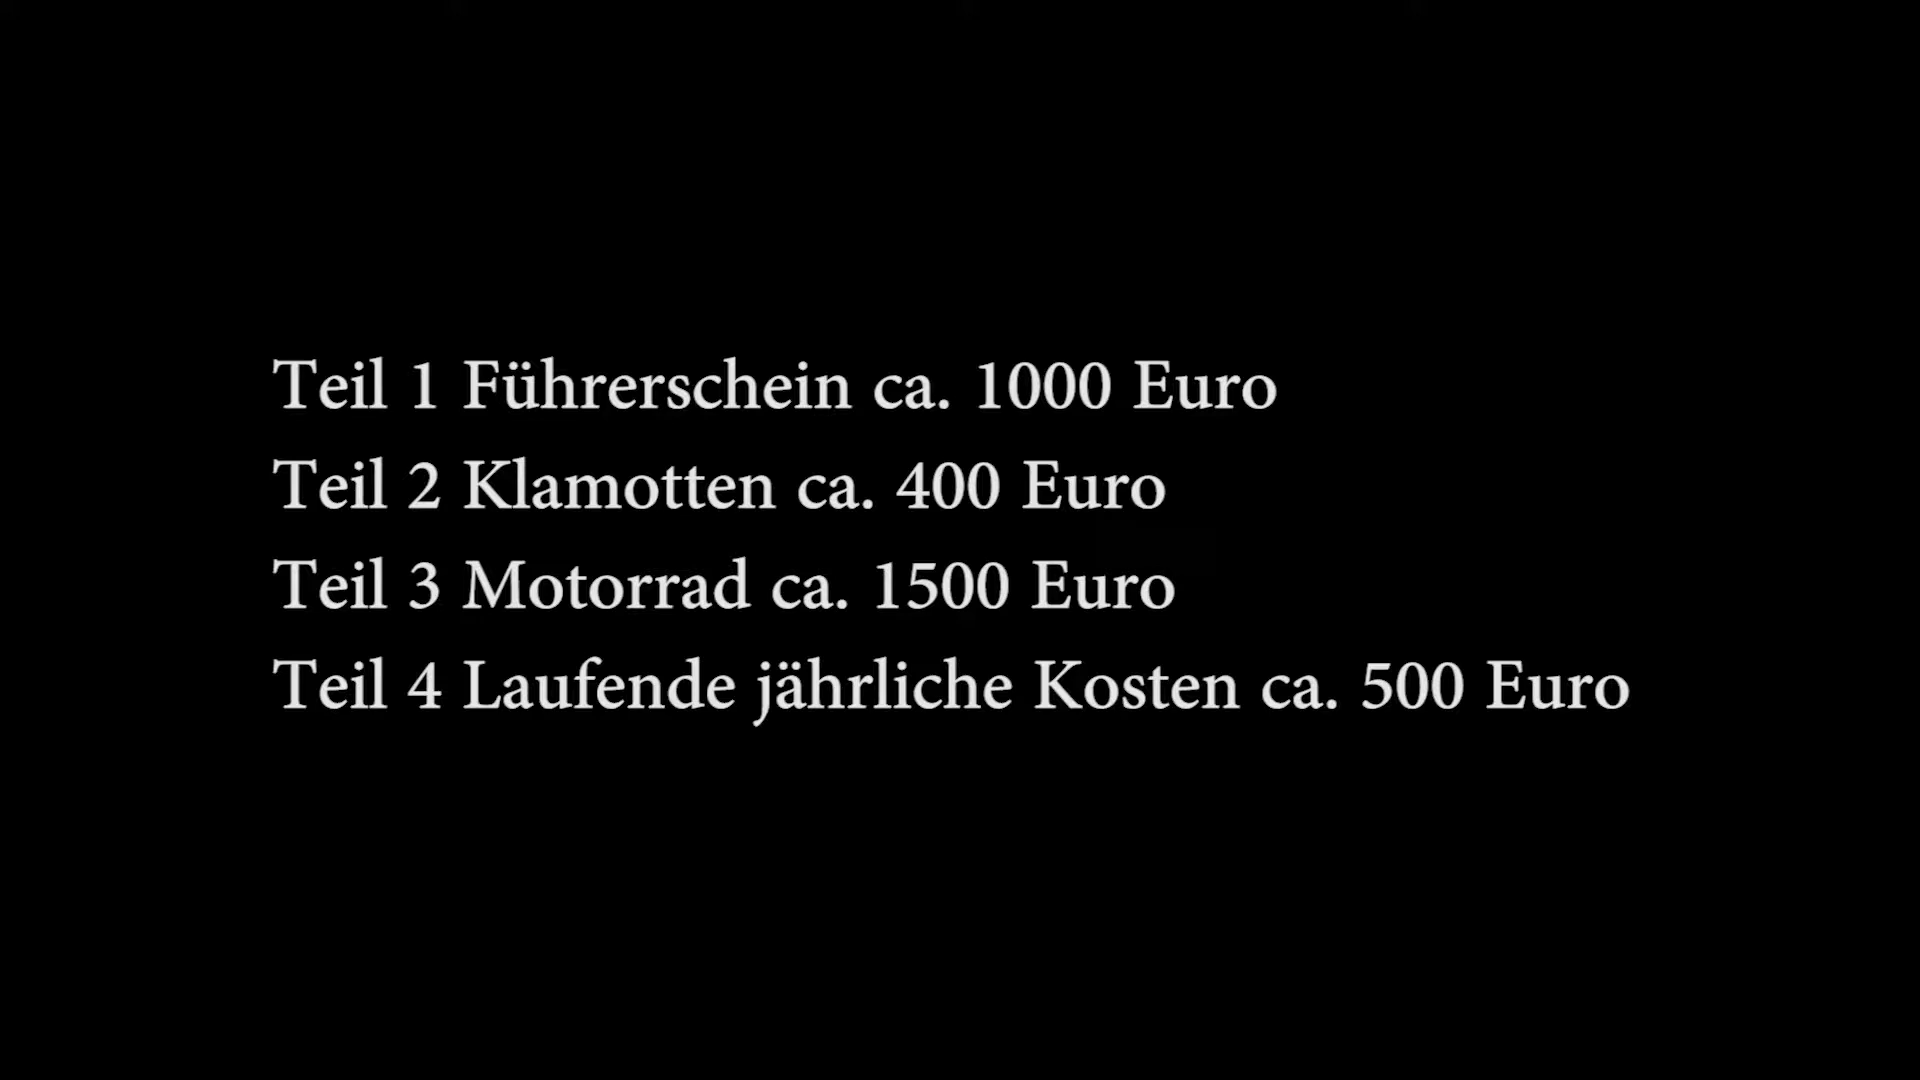 Teil 1 Führerschein ca. 1000 Euro
Teil 2 Klamotten ca. 400 Euro
Teil 3 Motorrad ca. 1500 Euro
Teil 4 Laufende jährliche Kosten ca. 500 Euro